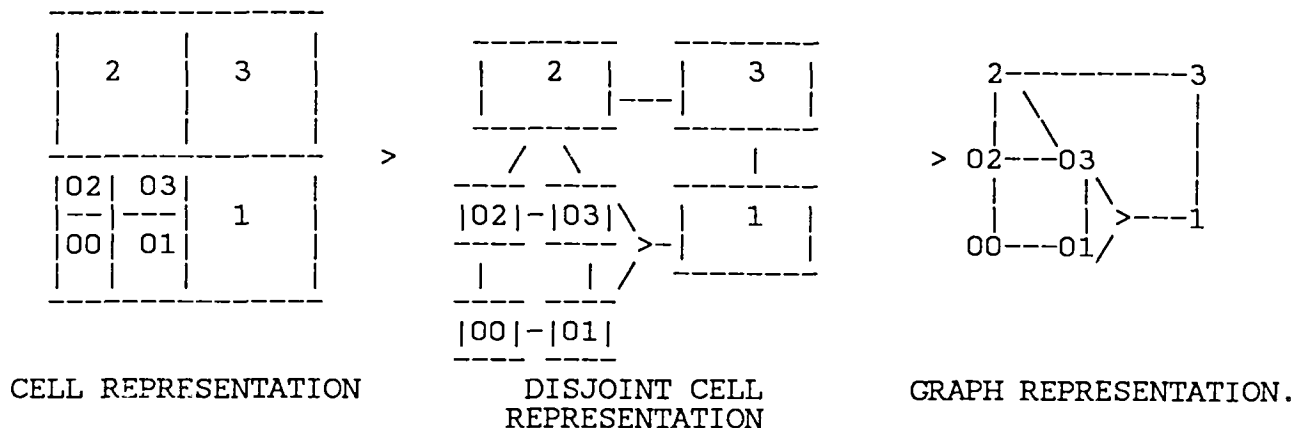 2 3
02 03 1
00 01
CELL REPRESENTATION
2 3
02 03 1
00 01
DISJOINT CELL
REPRESENTATION
2 3
02 03
1
00 01
GRAPH REPRESENTATION.